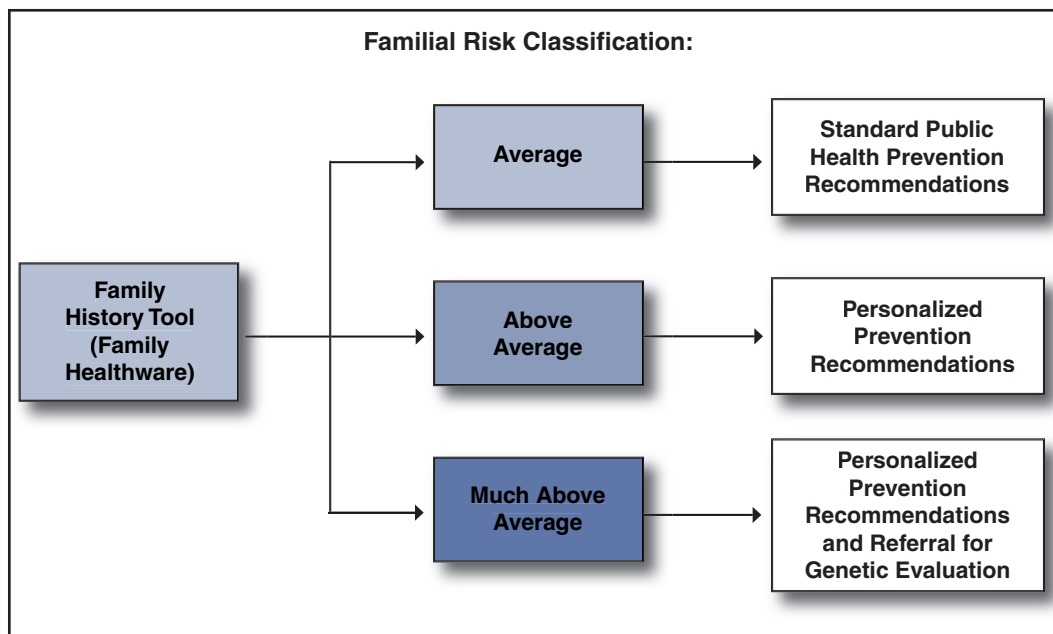 Familial Risk Classification:
Family
History Tool
(Family
Healthware)
Average
Standard Public
Health Prevention
Recommendations
Above
Average
Personalized
Prevention
Recommendations
Much Above
Average
Personalized
Prevention
Recommendations
and Referral for
Genetic Evaluation